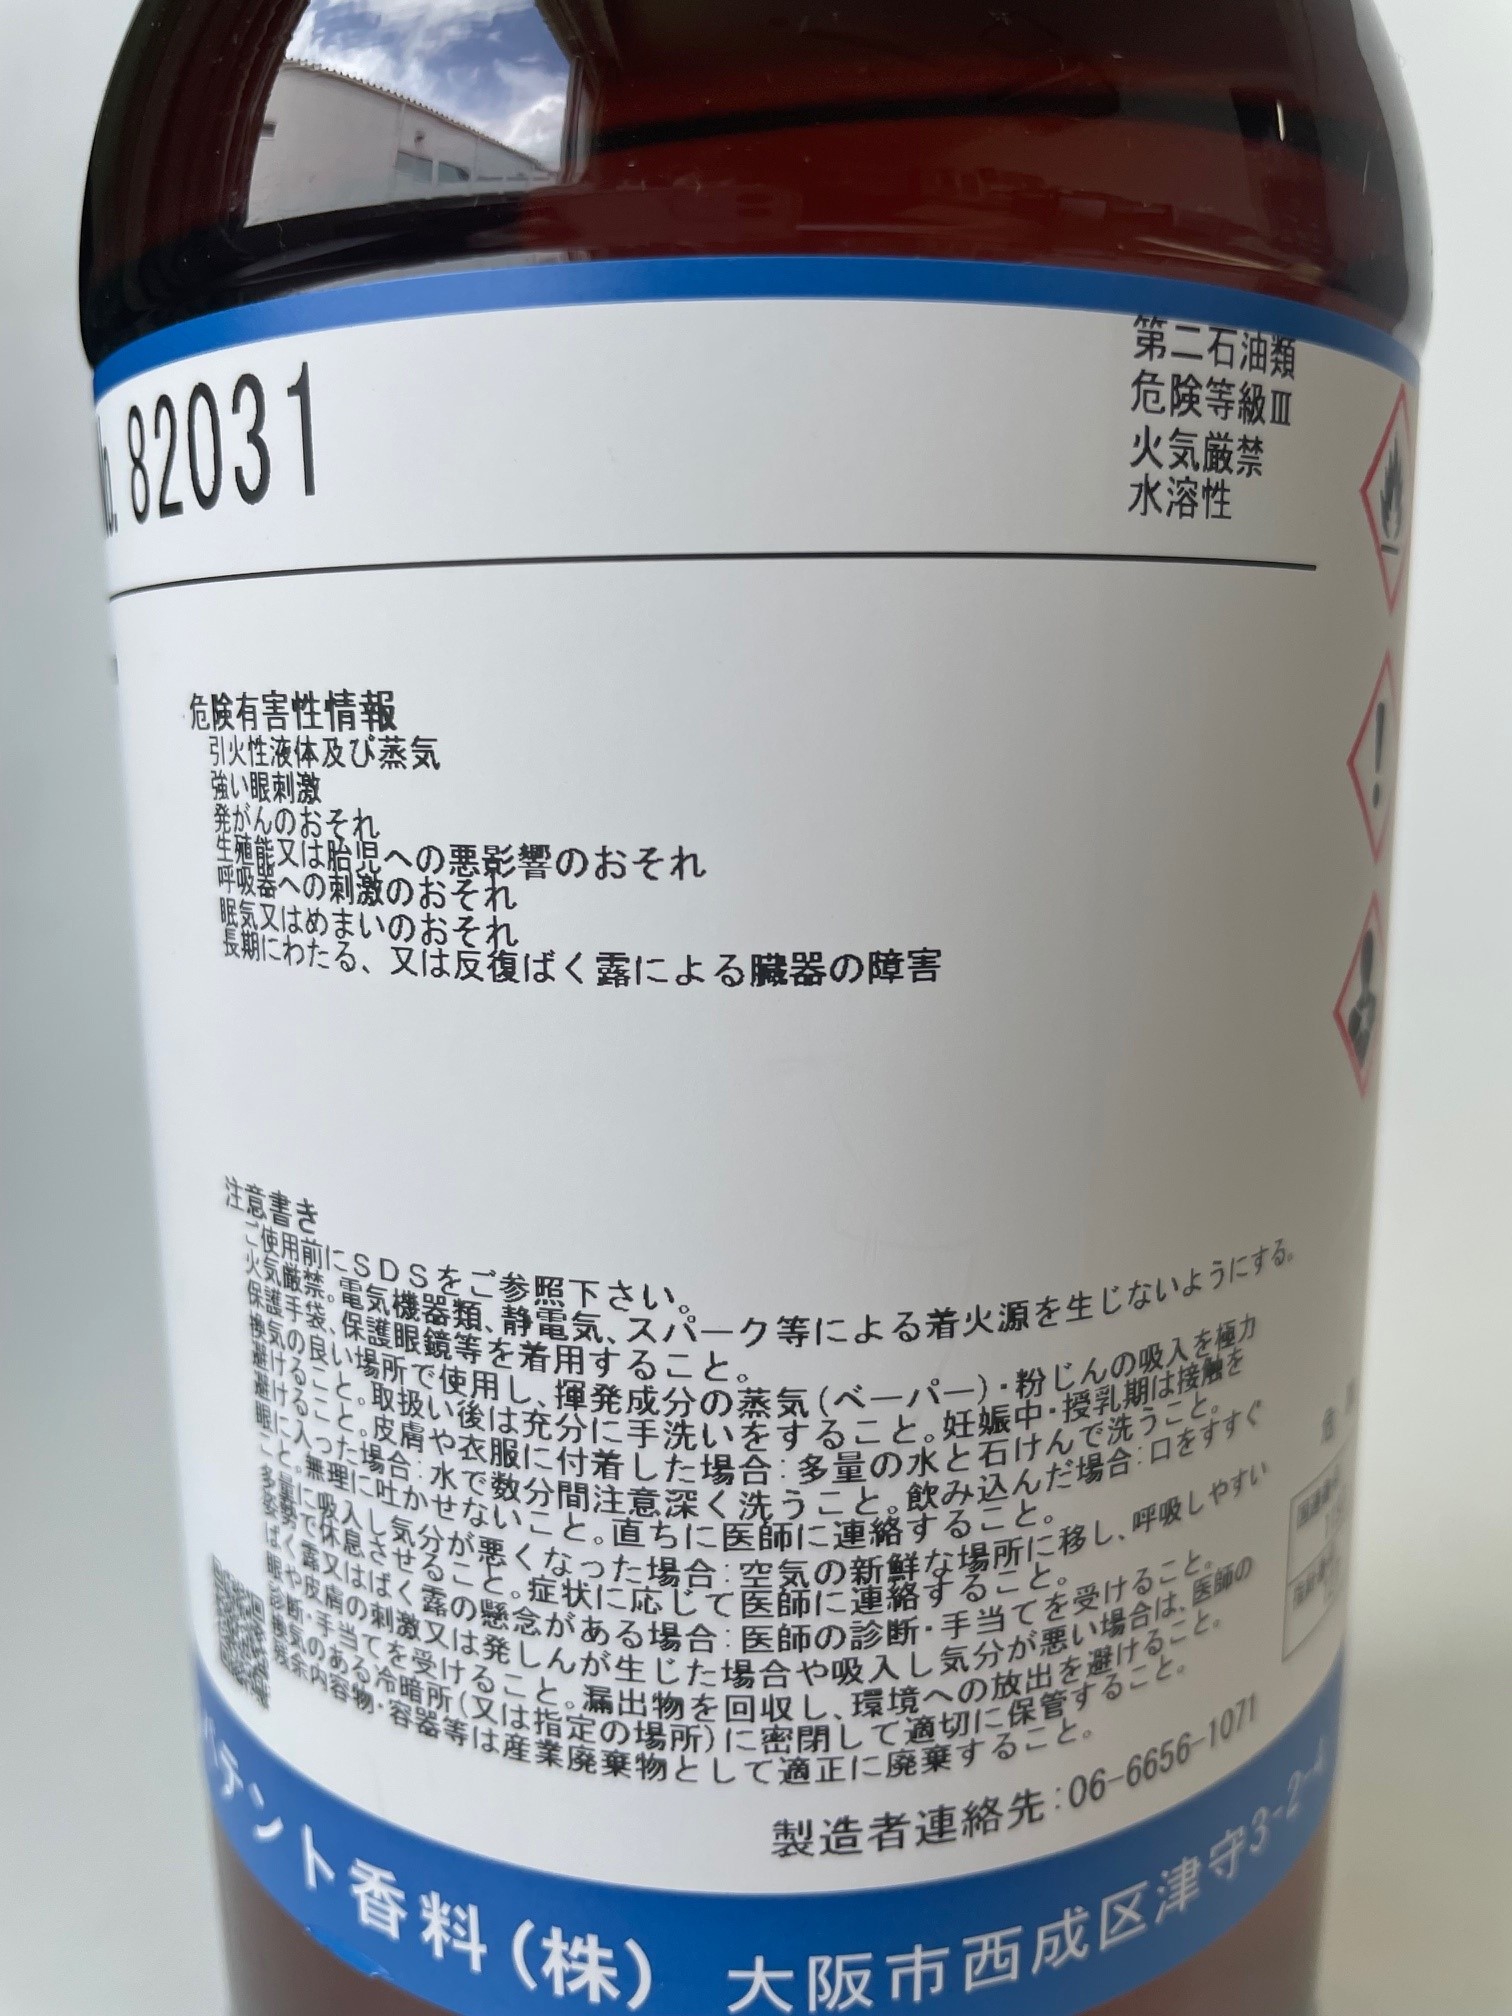 No. 82031
第二石油類
危険等級Ⅲ
火気厳禁
水溶性
危険有害性情報
引火性液体及び蒸気
強い眼刺激
発がんのおそれ
生殖能又は胎児への悪影響のおそれ
呼吸器への刺激のおそれ
眠気又はめまいのおそれ
長期にわたる、又は反復ばく露による臓器の障害
注意書き
ご使用前にSDSをご参照下さい。
火気厳禁。電気機器類、静電気、スパーク等による着火源を生じないようにする。
保護手袋、保護眼鏡等を着用すること。
換気の良い場所で使用し、揮発成分の蒸気(ベーパー)・粉じんの吸入を極力
避けること。取扱い後は充分に手洗いをすること。妊娠中・授乳期は接触を
避けること。皮膚や衣服に付着した場合:多量の水と石けんで洗うこと。
眼に入った場合:水で数分間注意深く洗うこと。飲み込んだ場合:口をすすぐ
こと。無理に吐かせないこと。直ちに医師に連絡すること。
多量に吸入し気分が悪くなった場合:空気の新鮮な場所に移し、呼吸しやすい
姿勢で休息させること。症状に応じて医師に連絡すること。
ばく露又はばく露の懸念がある場合:医師の診断・手当てを受けること。
眼や皮膚の刺激又は発しんが生じた場合や吸入し気分が悪い場合は、医師の
診断・手当てを受けること。漏出物を回収し、環境への放出を避けること。
換気のある冷暗所(又は指定の場所)に密閉して適切に保管すること。
残余内容物・容器等は産業廃棄物として適正に廃棄すること。
製造者連絡先:06-6656-1071
パテント香料(株) 大阪市西成区津守3-2-4